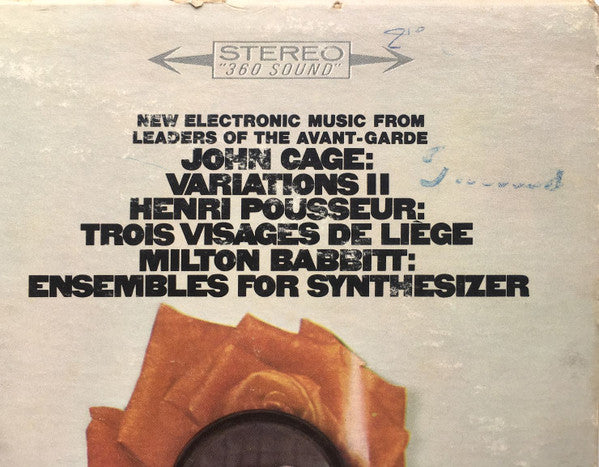 STEREO
"360 SOUND"
NEW ELECTRONIC MUSIC FROM
LEADERS OF THE AVANT-GARDE
JOHN CAGE:
VARIATIONS II
HENRI POUSSEUR:
TROIS VISAGES DE LIÈGE
MILTON BABBITT:
ENSEMBLES FOR SYNTHESIZER